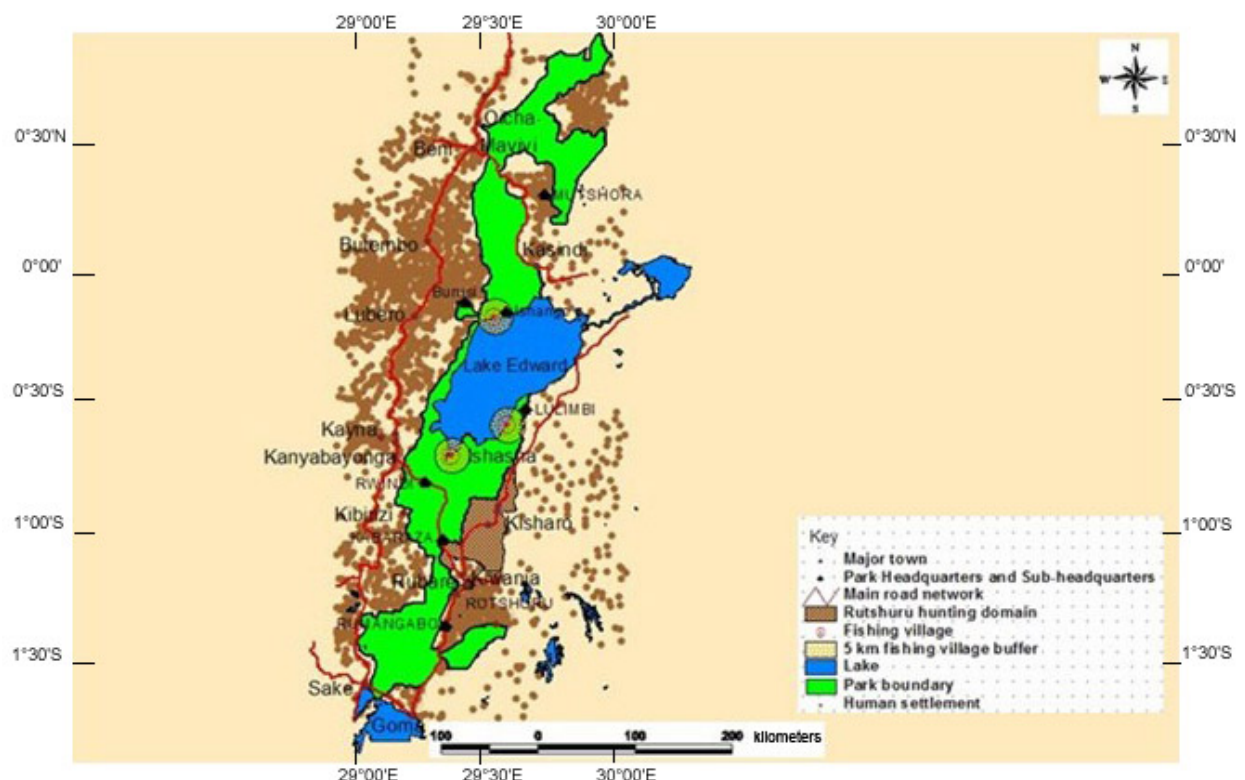 29°00'E 29°30'E 30°00'E
N
W
S
0°30'N 0°30'N
Beni
Mavivi
MUTSHORA
Butembo
Kasindi
0°00' 0°00'
Lubero
Lake Edward
0°30'S 0°30'S
LULIMBI
Kayna
Kanyabayonga
Ishasha
RWINDI
Kibirizi
Kisharo
1°00'S 1°00'S
RUTSHURU
RUMANGABO
1°30'S 1°30'S
Sake
Goma
Key
Major town
Park Headquarters and Sub-headquarters
Main road network
Rutshuru hunting domain
Fishing village
5 km fishing village buffer
Lake
Park boundary
Human settlement
100 0 100 200 kilometers
29°00'E 29°30'E 30°00'E